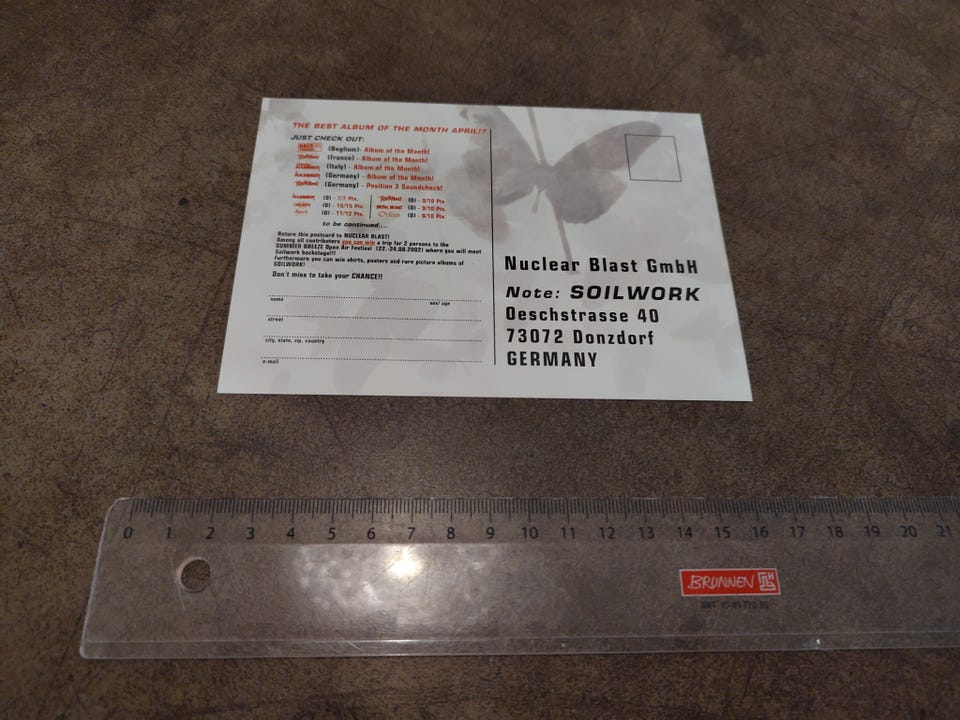 THE BEST ALBUM OF THE MONTH APRIL!?
JUST CHECK OUT:
(Beglium) - Album of the Month!
(France) - Album of the Month!
(Italy) - Album of the Month!
(Germany) - Album of the Month!
(Germany) - Position 3 Soundcheck!
(D) - 7/7 Pts.
(D) - 9/10 Pts.
(D) - 10/15 Pts.
(D) - 9/10 Pts.
(D) - 11/12 Pts.
(D) - 9/10 Pts.
to be continued....
Return this postcard to NUCLEAR BLAST!
Among all contributers you can win a trip for 2 persons to the
SUMMER BREEZE Open Air Festival (22.-24.08.2002) where you will meet
Soilwork backstage!!!
Furthermore you can win shirts, posters and rare picture albums of
SOILWORK!
Don't miss to take your CHANCE!!
name sex/ age
street
city, state, zip, country
e-mail
Nuclear Blast GmbH
Note: SOILWORK
Oeschstrasse 40
73072 Donzdorf
GERMANY
0 1 2 3 4 5 6 7 8 9 10 11 12 13 14 15 16 17 18 19 20 21
BRUNNEN